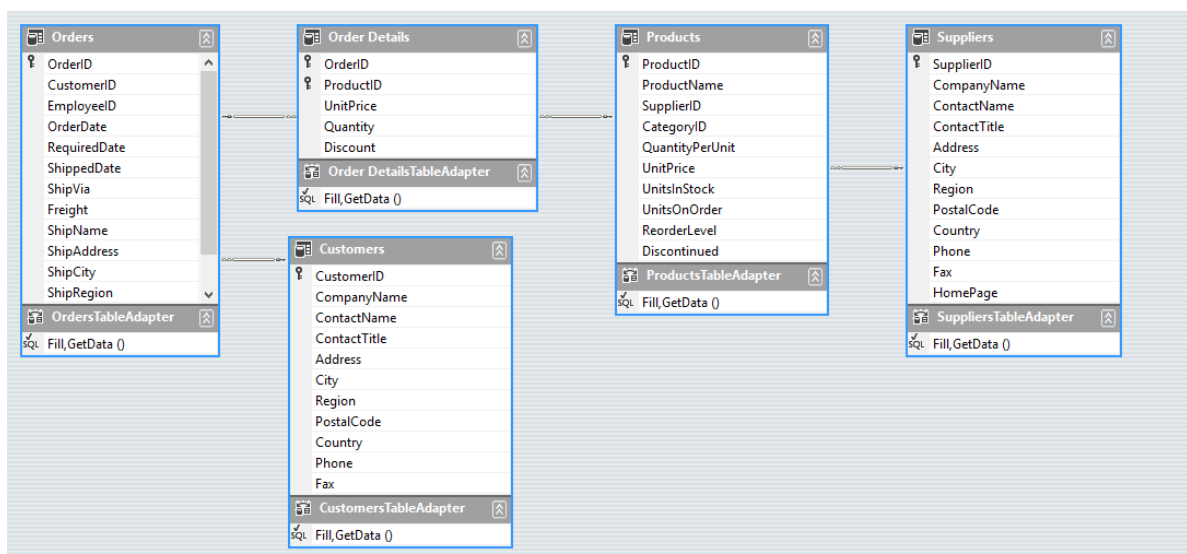 Orders
OrderID
CustomerID
EmployeeID
OrderDate
RequiredDate
ShippedDate
ShipVia
Freight
ShipName
ShipAddress
ShipCity
ShipRegion
OrdersTableAdapter
SQL Fill,GetData ()
Order Details
OrderID
ProductID
UnitPrice
Quantity
Discount
Order DetailsTableAdapter
SQL Fill,GetData ()
Customers
CustomerID
CompanyName
ContactName
ContactTitle
Address
City
Region
PostalCode
Country
Phone
Fax
CustomersTableAdapter
SQL Fill,GetData ()
Products
ProductID
ProductName
SupplierID
CategoryID
QuantityPerUnit
UnitPrice
UnitsInStock
UnitsOnOrder
ReorderLevel
Discontinued
ProductsTableAdapter
SQL Fill,GetData ()
Suppliers
SupplierID
CompanyName
ContactName
ContactTitle
Address
City
Region
PostalCode
Country
Phone
Fax
HomePage
SuppliersTableAdapter
SQL Fill,GetData ()